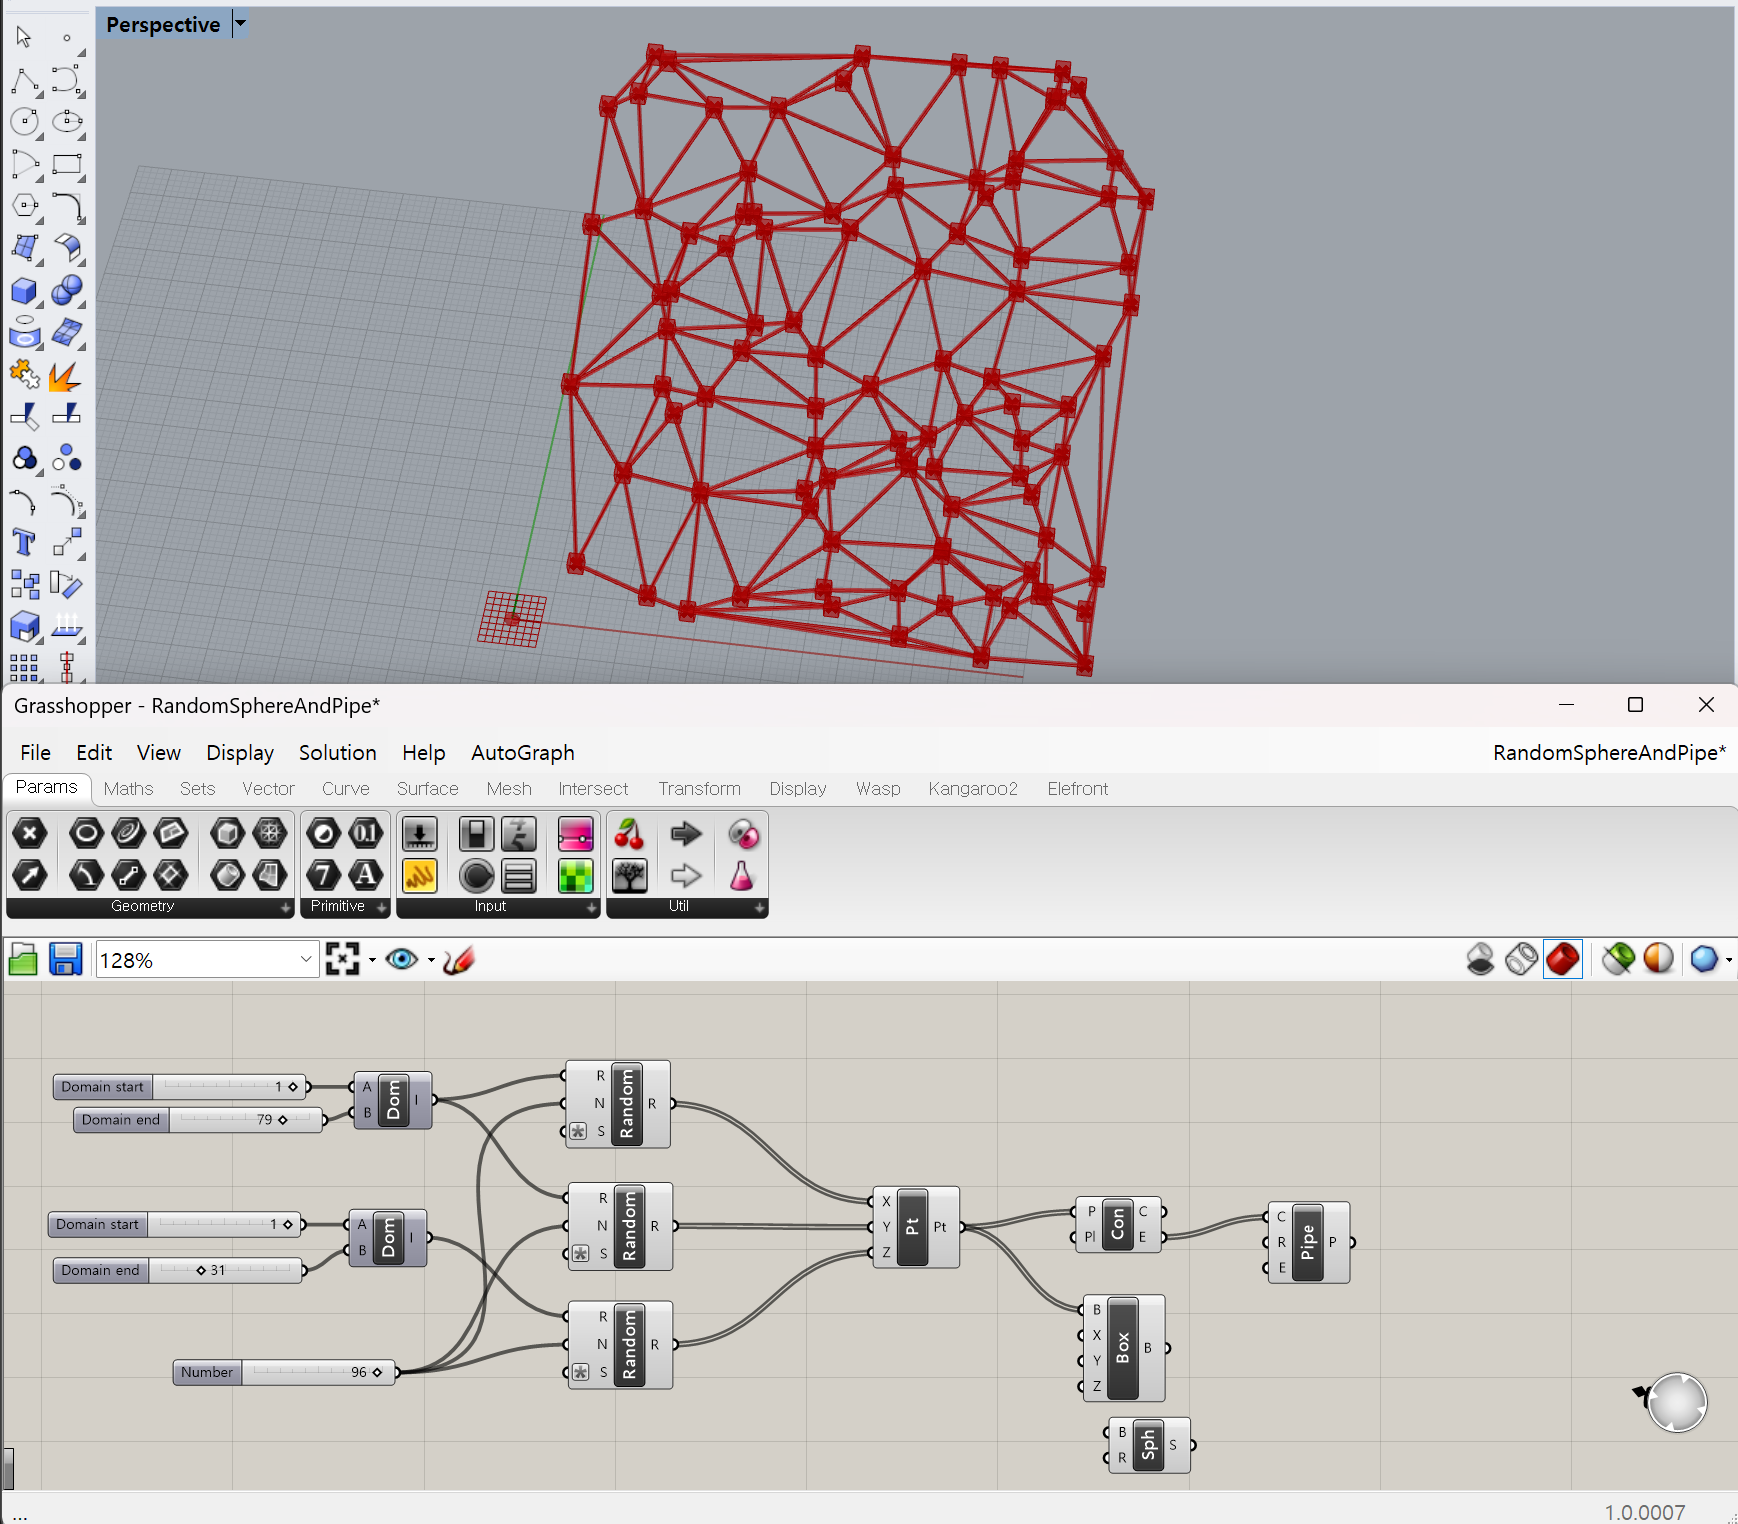 Perspective
Grasshopper - RandomSphereAndPipe*
File Edit View Display Solution Help AutoGraph RandomSphereAndPipe*
Params Maths Sets Vector Curve Surface Mesh Intersect Transform Display Wasp Kangaroo2 Elefront
Geometry Primitive Input Util
128%
Domain start 1
Domain end 79
A B Dom I
R N S Random R
Domain start 1
Domain end 31
A B Dom I
R N S Random R
Number 96
R N S Random R
X Y Z Pt Pt
P Pl Con C E
C R E Pipe P
B X Y Z Box B
B R Sph S
...
1.0.0007